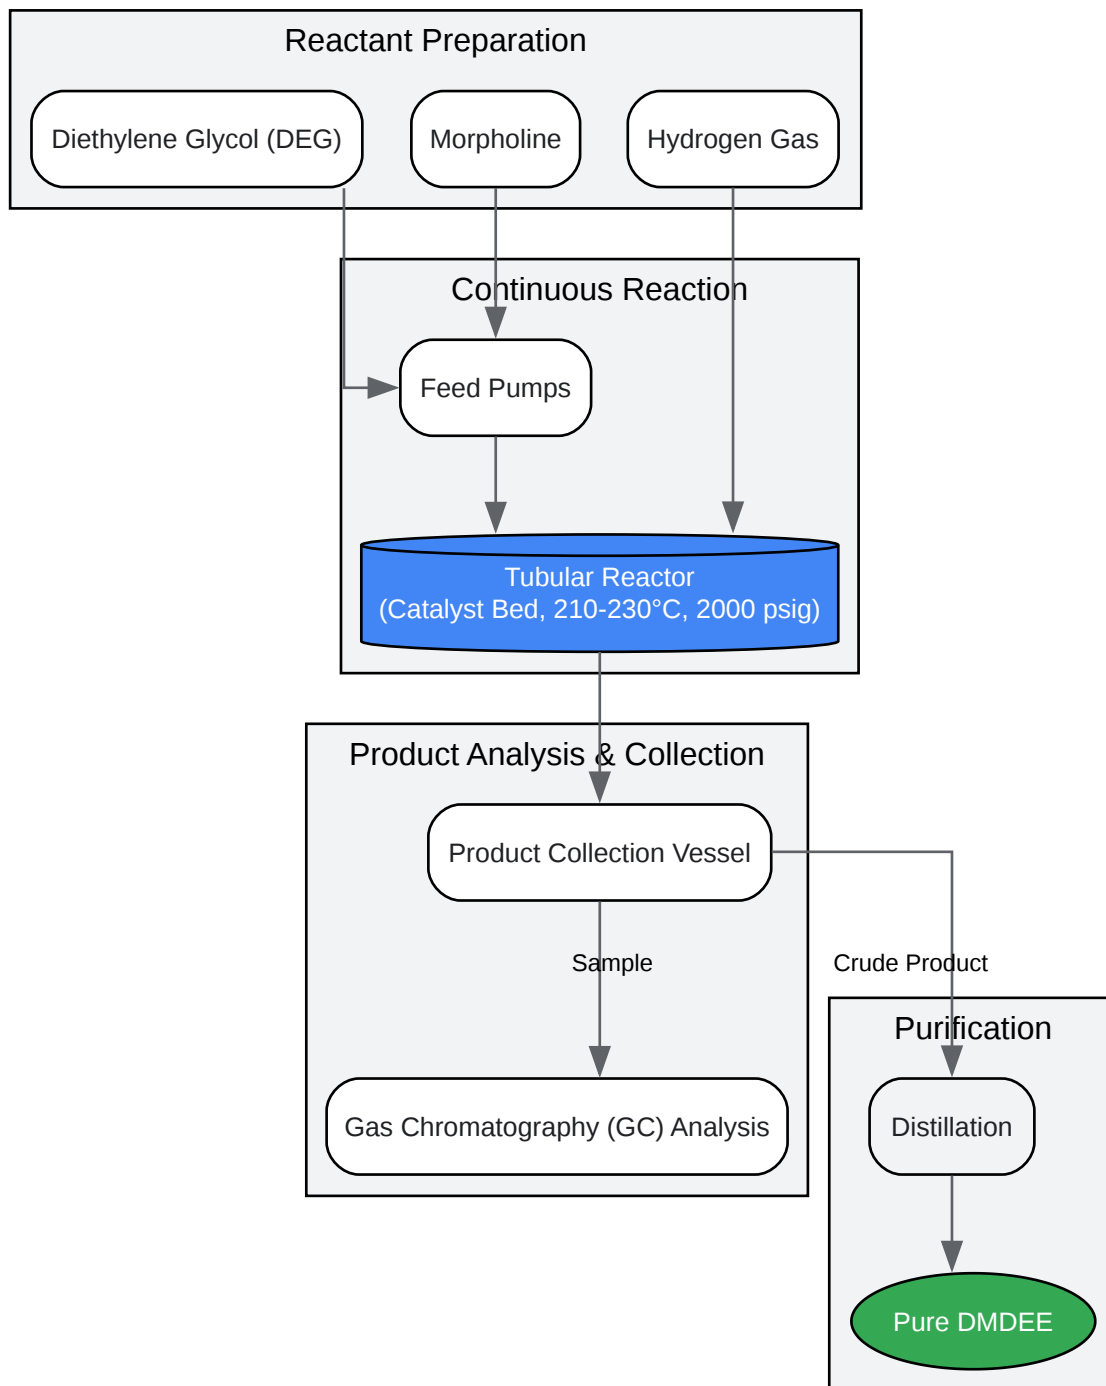 Reactant Preparation
Diethylene Glycol (DEG)
Morpholine
Hydrogen Gas
Continuous Reaction
Feed Pumps
Tubular Reactor
(Catalyst Bed, 210-230°C, 2000 psig)
Product Analysis & Collection
Product Collection Vessel
Sample
Crude Product
Purification
Gas Chromatography (GC) Analysis
Distillation
Pure DMDEE